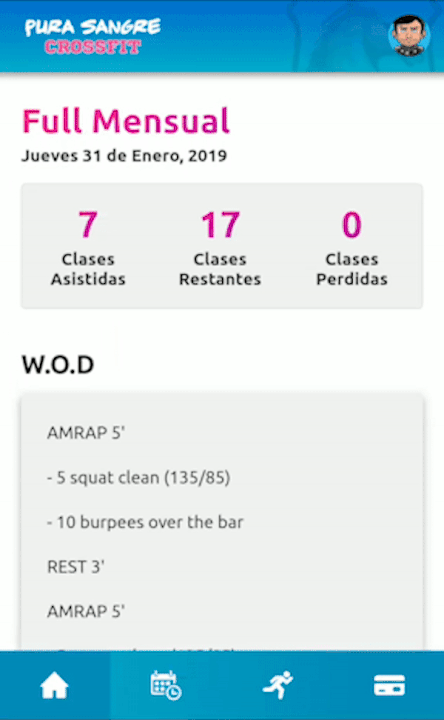 PURA SANGRE
CROSSFIT
Full Mensual
Jueves 31 de Enero, 2019
7 17 0
Clases Clases Clases
Asistidas Restantes Perdidas
W.O.D
AMRAP 5'
- 5 squat clean (135/85)
- 10 burpees over the bar
REST 3'
AMRAP 5'